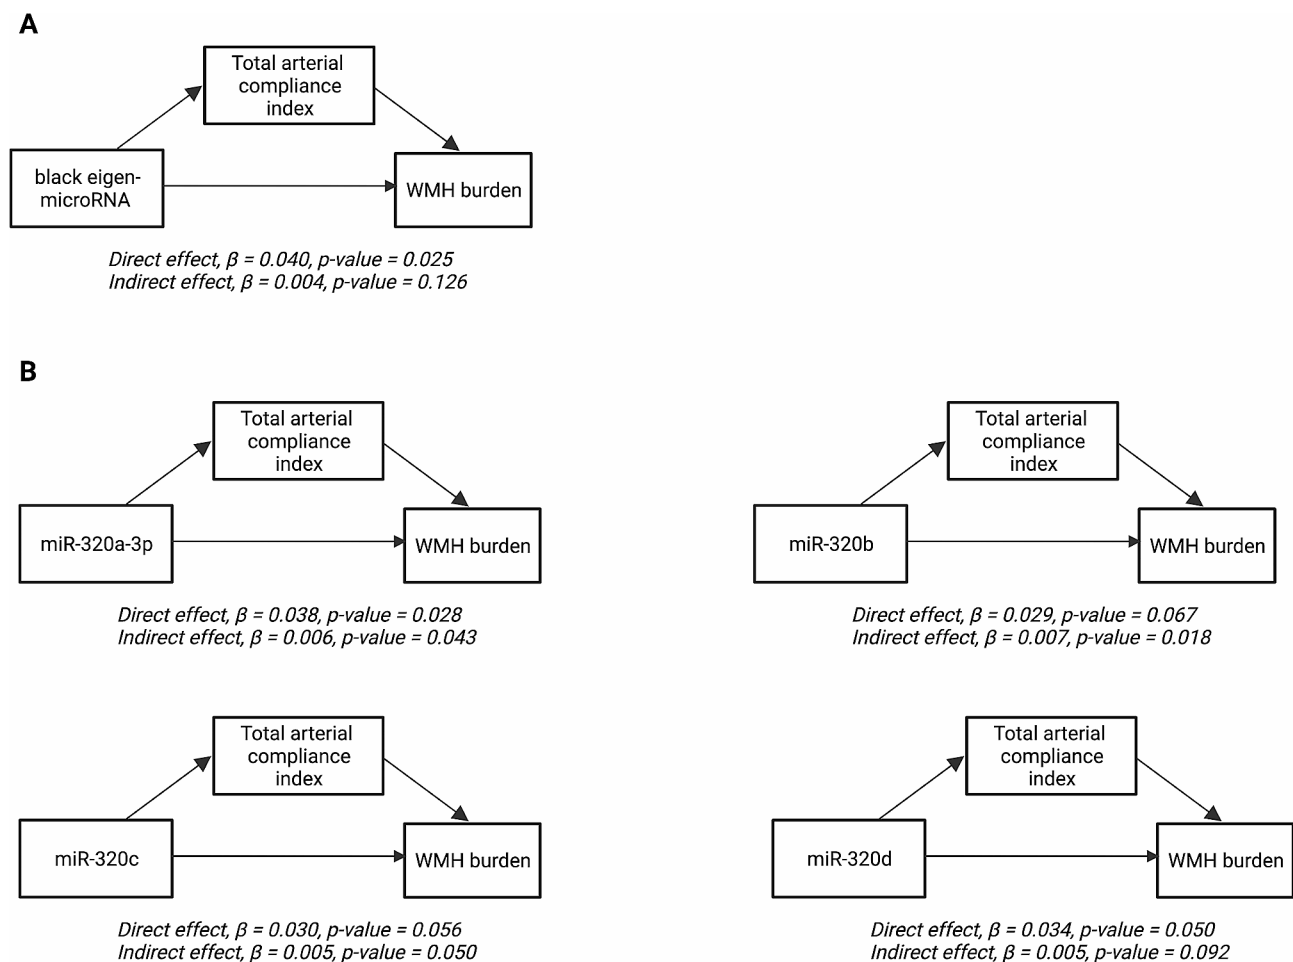 A
Total arterial
compliance
index
black eigen-
microRNA
WMH burden
Direct effect, β = 0.040, p-value = 0.025
Indirect effect, β = 0.004, p-value = 0.126
B
Total arterial
compliance
index
miR-320a-3p
WMH burden
Direct effect, β = 0.038, p-value = 0.028
Indirect effect, β = 0.006, p-value = 0.043
Total arterial
compliance
index
miR-320b
WMH burden
Direct effect, β = 0.029, p-value = 0.067
Indirect effect, β = 0.007, p-value = 0.018
Total arterial
compliance
index
miR-320c
WMH burden
Direct effect, β = 0.030, p-value = 0.056
Indirect effect, β = 0.005, p-value = 0.050
Total arterial
compliance
index
miR-320d
WMH burden
Direct effect, β = 0.034, p-value = 0.050
Indirect effect, β = 0.005, p-value = 0.092